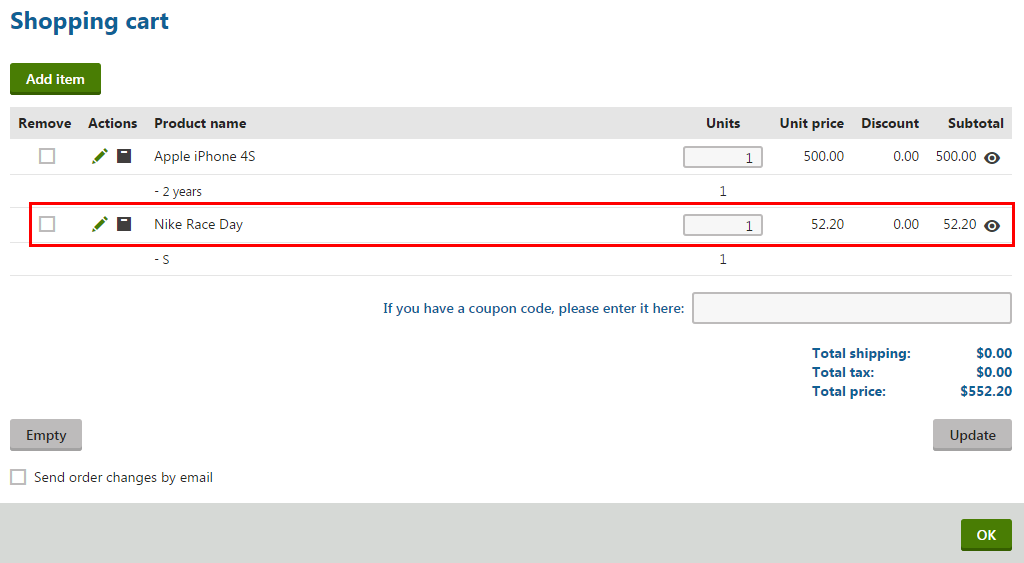 Shopping cart
Add item
Remove Actions Product name Units Unit price Discount Subtotal
Apple iPhone 4S 1 500.00 0.00 500.00
- 2 years 1
Nike Race Day 1 52.20 0.00 52.20
- S 1
If you have a coupon code, please enter it here:
Total shipping: $0.00
Total tax: $0.00
Total price: $552.20
Empty Update
Send order changes by email
OK